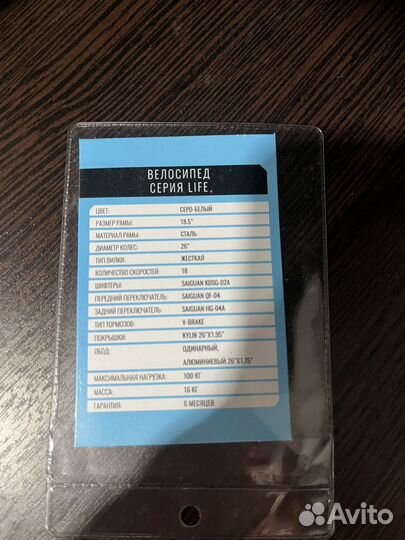 ВЕЛОСИПЕД
СЕРИЯ LIFE.
ЦВЕТ: СЕРО-БЕЛЫЙ
РАЗМЕР РАМЫ: 18.5"
МАТЕРИАЛ РАМЫ: СТАЛЬ
ДИАМЕТР КОЛЕС: 26"
ТИП ВИЛКИ: ЖЕСТКАЯ
КОЛИЧЕСТВО СКОРОСТЕЙ: 18
ШИФТЕРЫ: SAIGUAN KDSG-02A
ПЕРЕДНИЙ ПЕРЕКЛЮЧАТЕЛЬ: SAIGUAN QF-04
ЗАДНИЙ ПЕРЕКЛЮЧАТЕЛЬ: SAIGUAN HG-04A
ТИП ТОРМОЗОВ: V-BRAKE
ПОКРЫШКИ: KYLIN 26"X1.95"
ОБОД: ОДИНАРНЫЙ,
АЛЮМИНИЕВЫЙ 26"X1.75"
МАКСИМАЛЬНАЯ НАГРУЗКА: 100 КГ
МАССА: 16 КГ
ГАРАНТИЯ: 6 МЕСЯЦЕВ
Avito